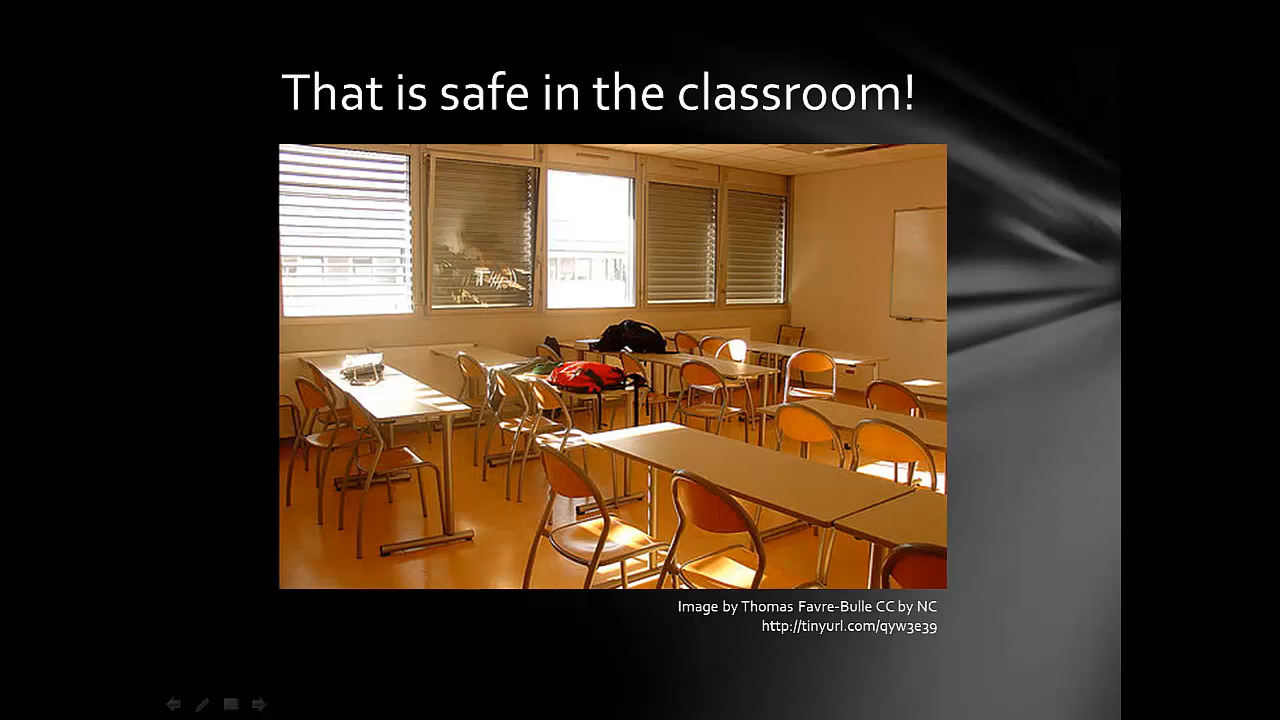 That is safe in the classroom!
Image by Thomas Favre-Bulle CC by NC
http://tinyurl.com/qyw3e39